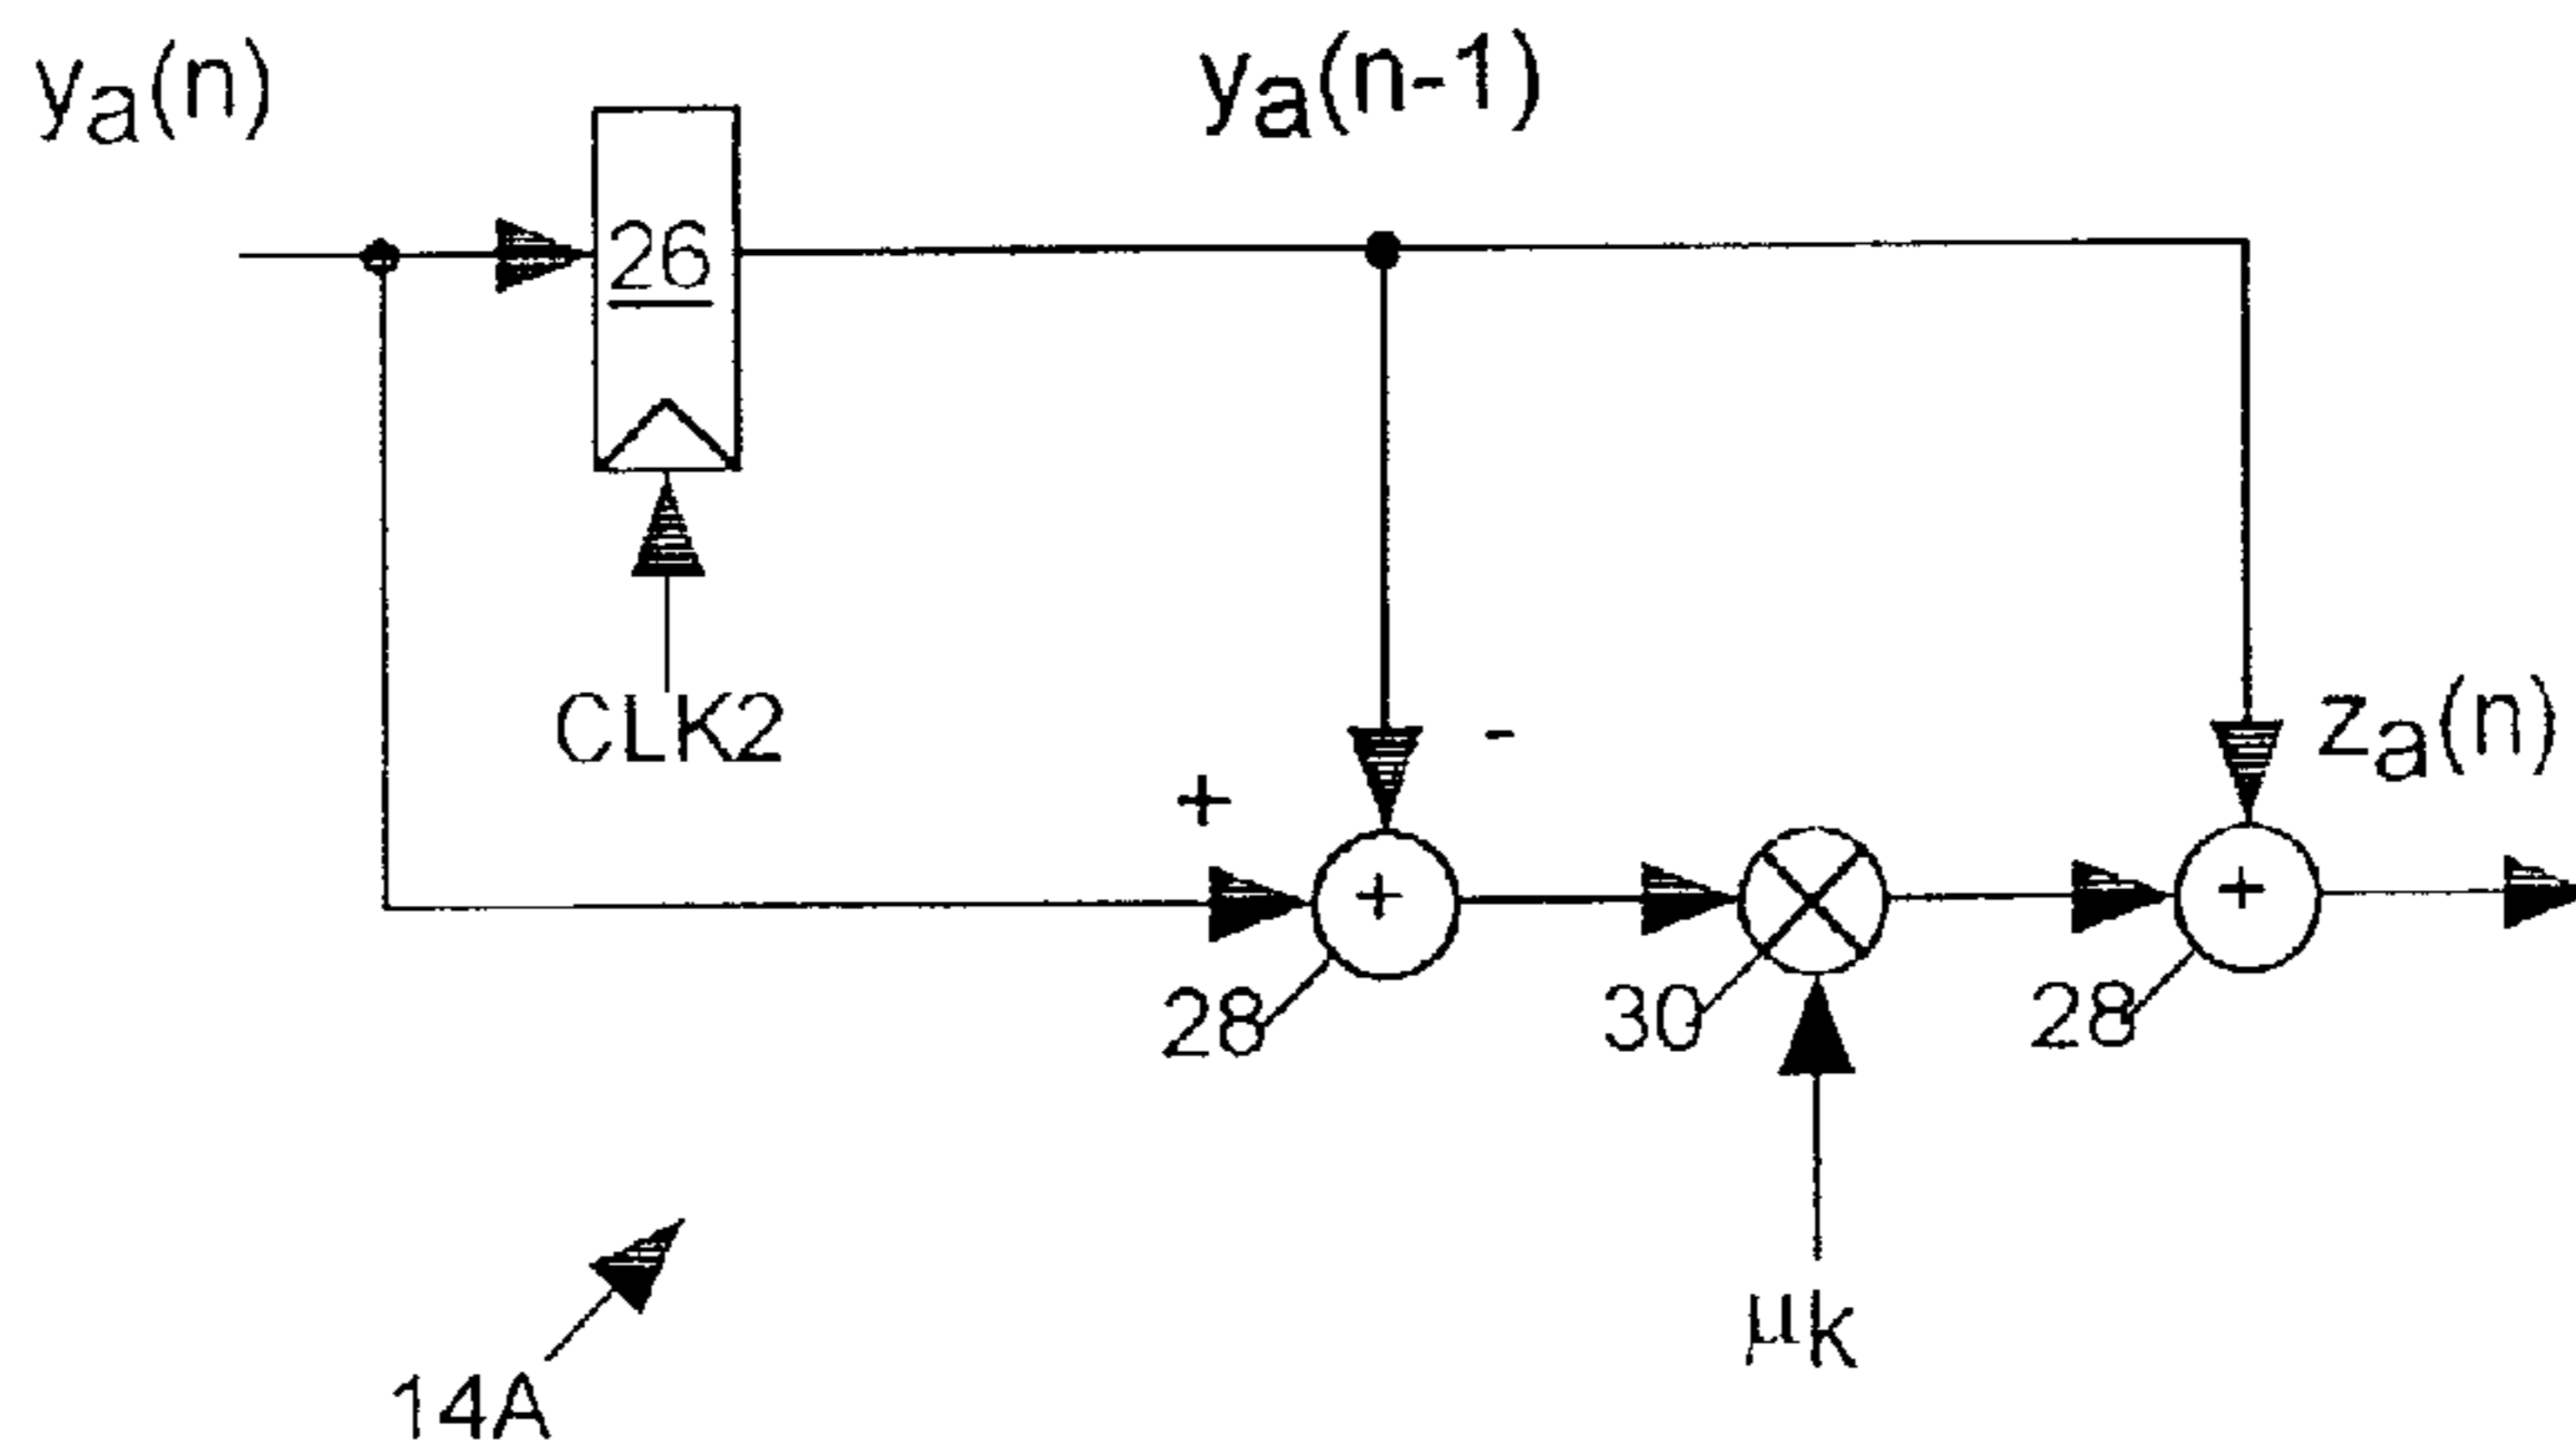 ya(n)
ya(n-1)
26
CLK2
-
+
za(n)
+
+
28
30
28
μk
14A